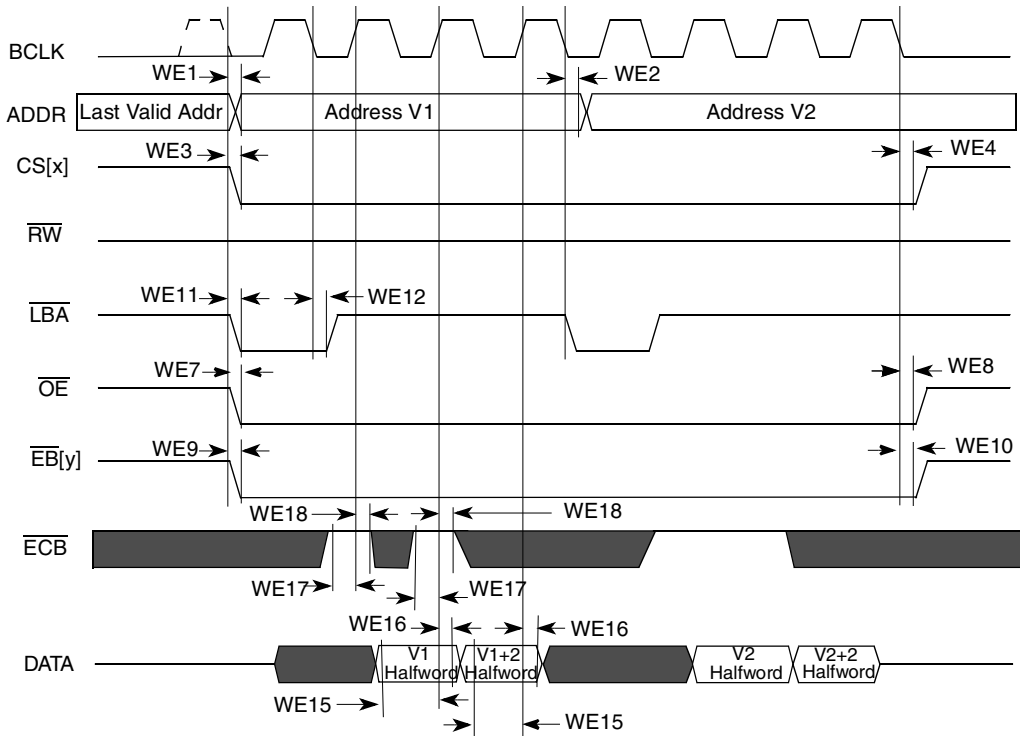 BCLK
WE1
WE2
ADDR
Last Valid Addr
Address V1
Address V2
WE3
WE4
CS[x]
RW
WE11
WE12
LBA
WE7
WE8
OE
WE9
WE10
EB[y]
WE18
WE18
ECB
WE17
WE17
WE16
WE16
DATA
V1
Halfword
V1+2
Halfword
V2
Halfword
V2+2
Halfword
WE15
WE15